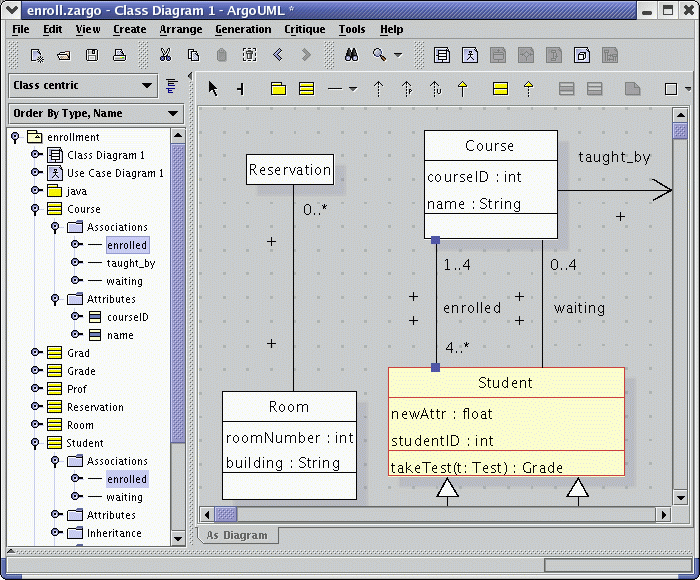 enroll.zargo - Class Diagram 1 - ArgoUML *
File Edit View Create Arrange Generation Critique Tools Help
Class centric
Order By Type, Name
enrollment
Class Diagram 1
Use Case Diagram 1
java
Course
Associations
enrolled
taught_by
waiting
Attributes
courseID
name
Grad
Grade
Prof
Reservation
Room
Student
Associations
enrolled
waiting
Attributes
Inheritance
Reservation
0..*
+
+
Room
roomNumber : int
building : String
Course
courseID : int
name : String
taught_by
+
1..4
0..4
+
+
enrolled
+
+
waiting
4..*
Student
newAttr : float
studentID : int
takeTest(t: Test) : Grade
As Diagram